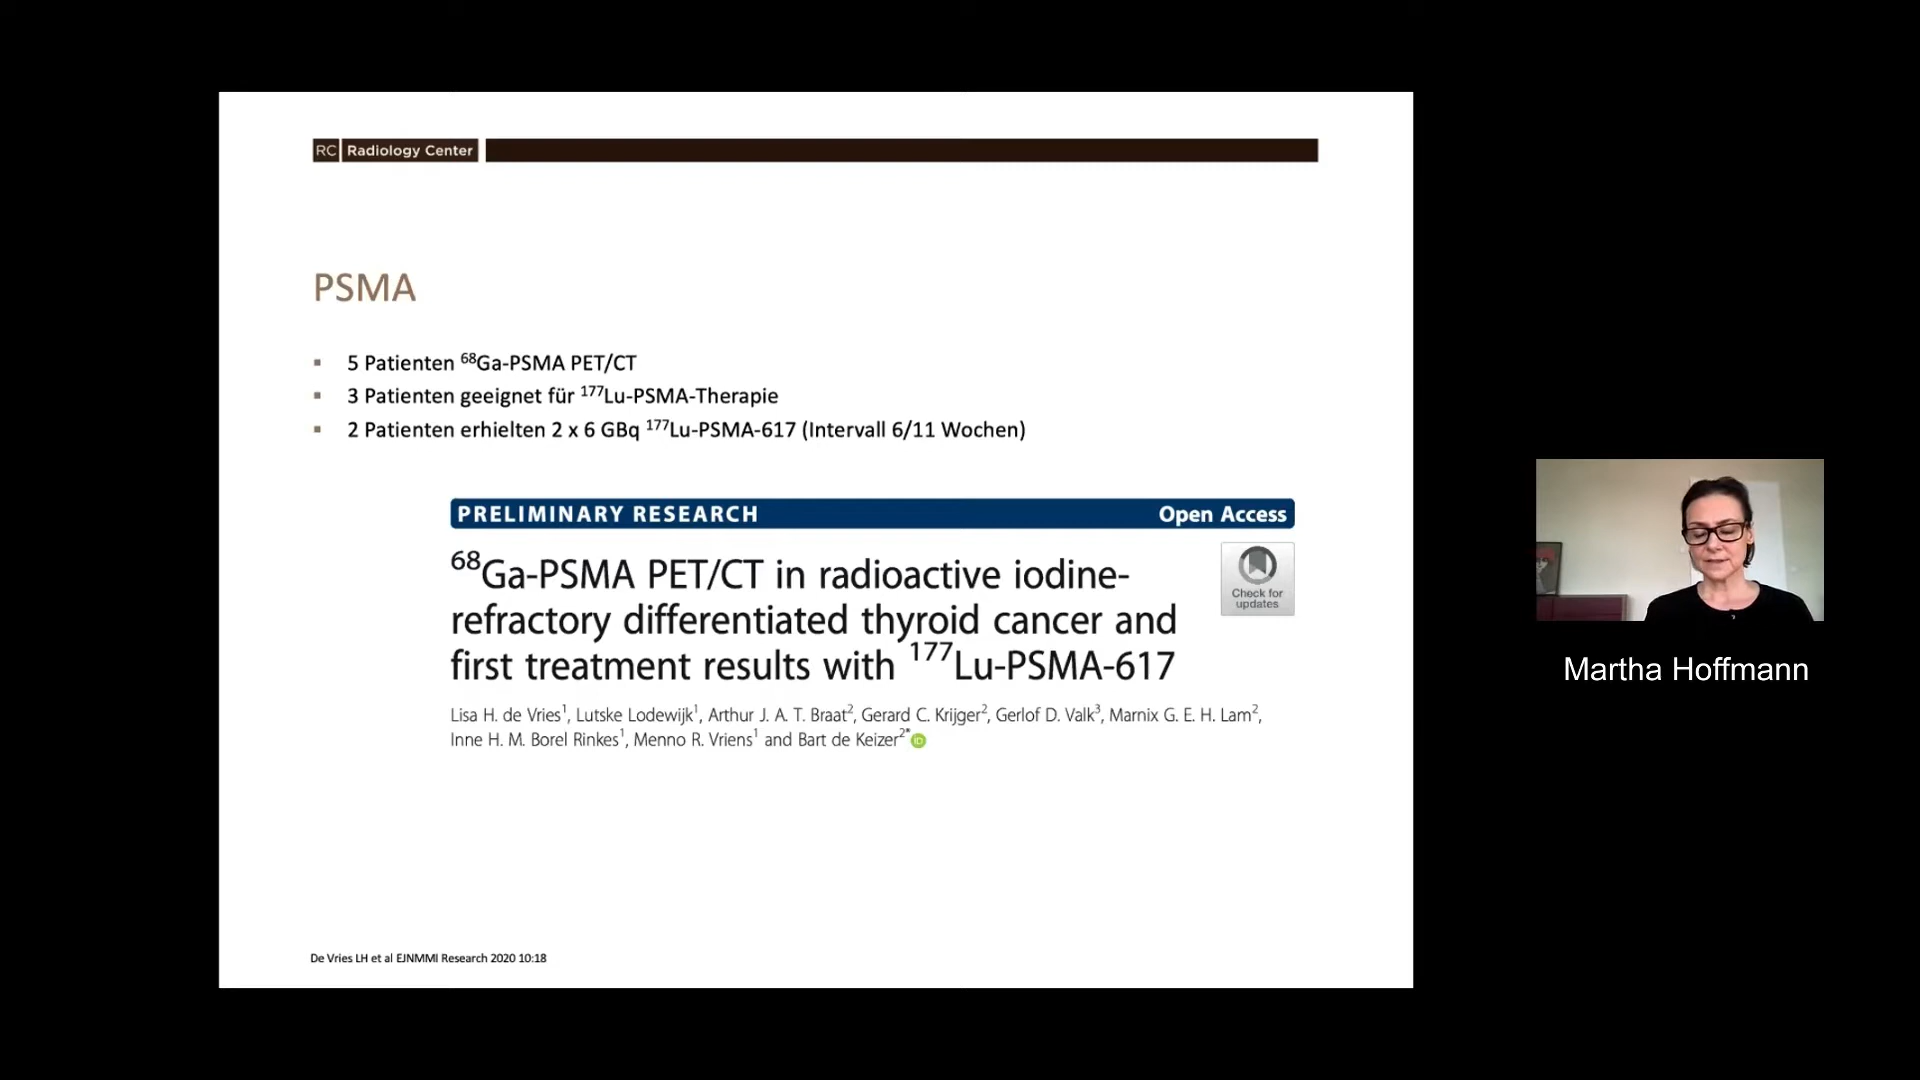 RC Radiology Center
PSMA
▪ 5 Patienten ⁶⁸Ga-PSMA PET/CT
▪ 3 Patienten geeignet für ¹⁷⁷Lu-PSMA-Therapie
▪ 2 Patienten erhielten 2 x 6 GBq ¹⁷⁷Lu-PSMA-617 (Intervall 6/11 Wochen)
PRELIMINARY RESEARCH Open Access
⁶⁸Ga-PSMA PET/CT in radioactive iodine-
refractory differentiated thyroid cancer and
first treatment results with ¹⁷⁷Lu-PSMA-617
Check for
updates
Lisa H. de Vries¹, Lutske Lodewijk¹, Arthur J. A. T. Braat², Gerard C. Krijger², Gerlof D. Valk³, Marnix G. E. H. Lam²,
Inne H. M. Borel Rinkes¹, Menno R. Vriens¹ and Bart de Keizer²* iD
De Vries LH et al EJNMMI Research 2020 10:18
Martha Hoffmann